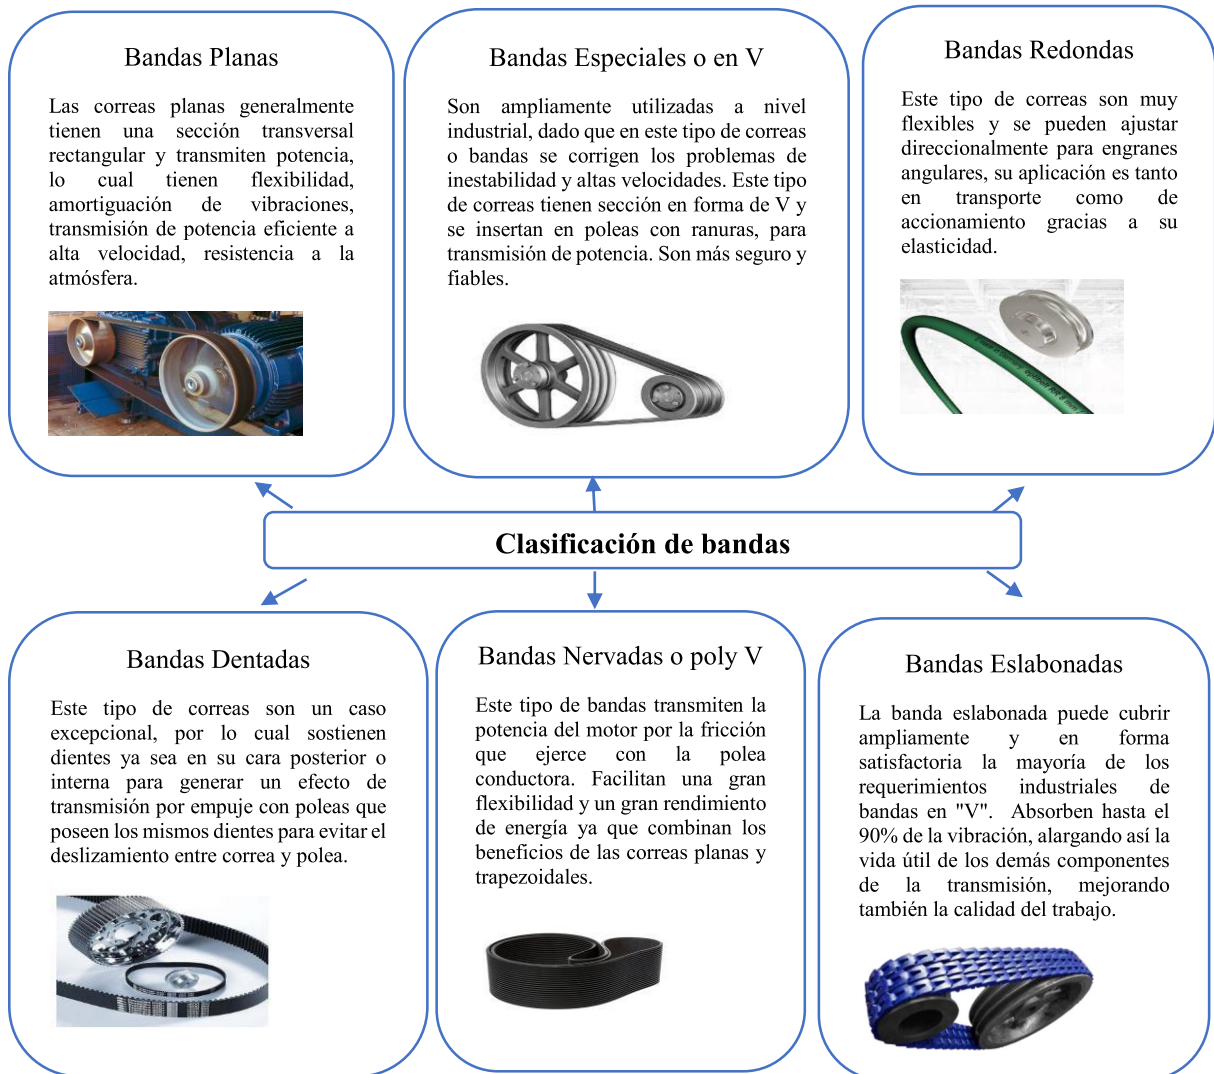 Bandas Planas
Las correas planas generalmente
tienen una sección transversal
rectangular y transmiten potencia,
lo cual tienen flexibilidad,
amortiguación de vibraciones,
transmisión de potencia eficiente a
alta velocidad, resistencia a la
atmósfera.
Bandas Especiales o en V
Son ampliamente utilizadas a nivel
industrial, dado que en este tipo de correas
o bandas se corrigen los problemas de
inestabilidad y altas velocidades. Este tipo
de correas tienen sección en forma de V y
se insertan en poleas con ranuras, para
transmisión de potencia. Son más seguro y
fiables.
Bandas Redondas
Este tipo de correas son muy
flexibles y se pueden ajustar
direccionalmente para engranes
angulares, su aplicación es tanto
en transporte como de
accionamiento gracias a su
elasticidad.
Clasificación de bandas
Bandas Dentadas
Este tipo de correas son un caso
excepcional, por lo cual sostienen
dientes ya sea en su cara posterior o
interna para generar un efecto de
transmisión por empuje con poleas que
poseen los mismos dientes para evitar el
deslizamiento entre correa y polea.
Bandas Nervadas o poly V
Este tipo de bandas transmiten la
potencia del motor por la fricción
que ejerce con la polea
conductora. Facilitan una gran
flexibilidad y un gran rendimiento
de energía ya que combinan los
beneficios de las correas planas y
trapezoidales.
Bandas Eslabonadas
La banda eslabonada puede cubrir
ampliamente y en forma
satisfactoria la mayoría de los
requerimientos industriales de
bandas en "V". Absorben hasta el
90% de la vibración, alargando así la
vida útil de los demás componentes
de la transmisión, mejorando
también la calidad del trabajo.